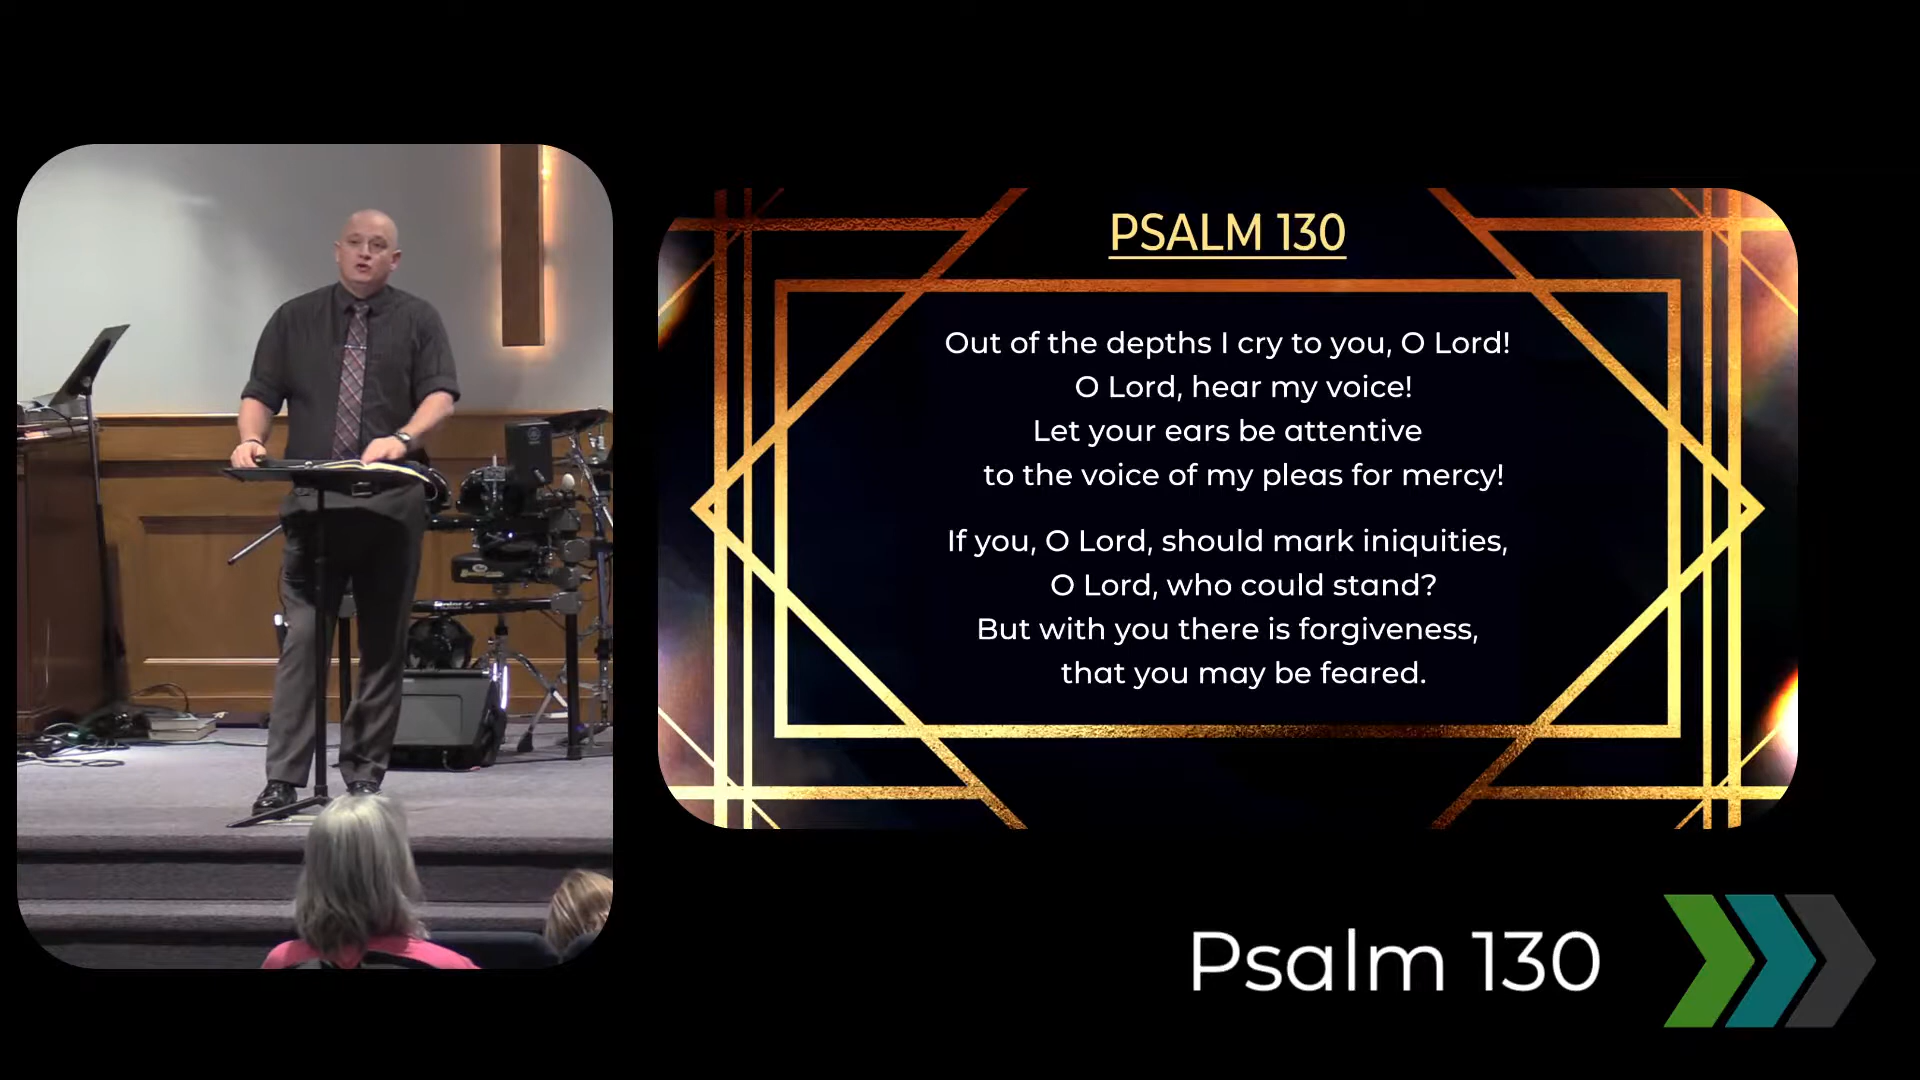 PSALM 130
Out of the depths I cry to you, O Lord!
O Lord, hear my voice!
Let your ears be attentive
to the voice of my pleas for mercy!
If you, O Lord, should mark iniquities,
O Lord, who could stand?
But with you there is forgiveness,
that you may be feared.
Psalm 130